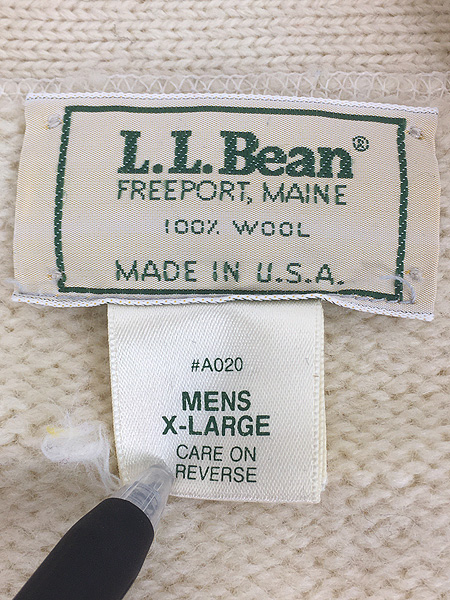 L.L.Bean®
FREEPORT, MAINE
100% WOOL
MADE IN U.S.A.
#A020
MENS
X-LARGE
CARE ON
REVERSE